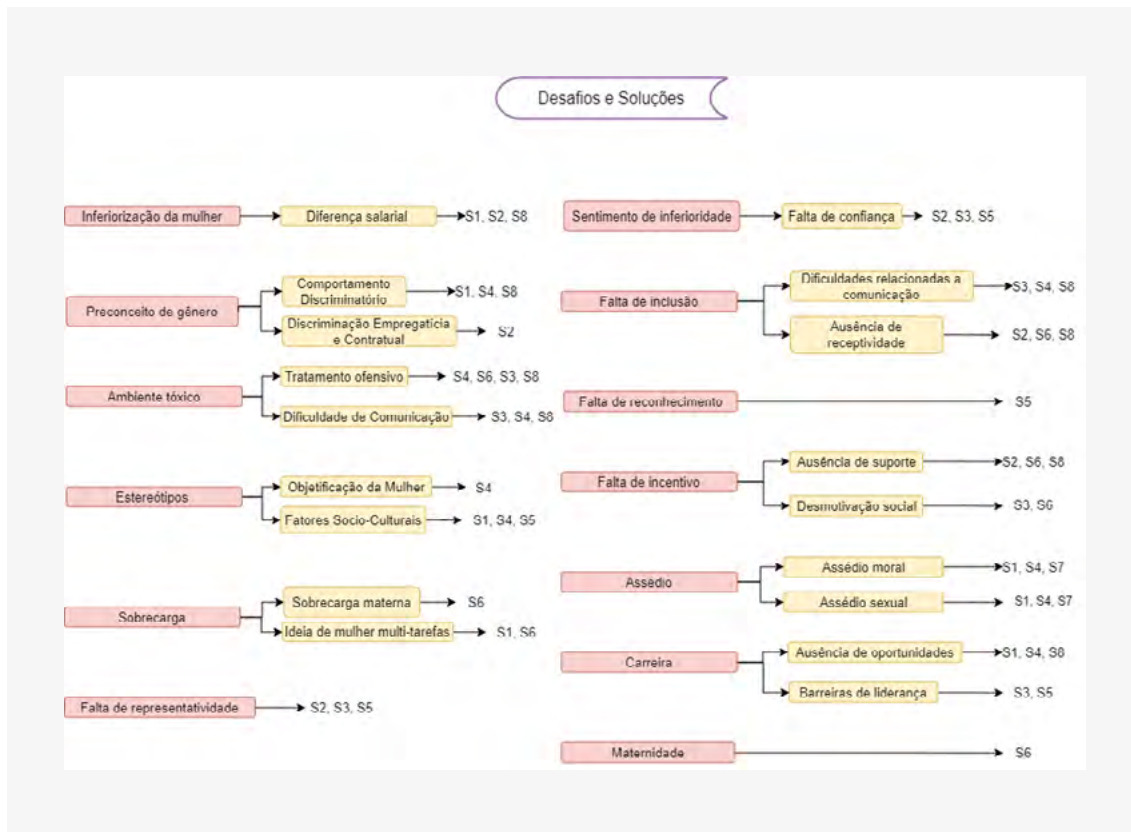 Desafios e Soluções
Inferiorização da mulher
Diferença salarial
S1, S2, S8
Preconceito de gênero
Comportamento
Discriminatório
S1, S4, S8
Discriminação Empregatícia
e Contratual
S2
Ambiente tóxico
Tratamento ofensivo
S4, S6, S3, S8
Dificuldade de Comunicação
S3, S4, S8
Estereótipos
Objetificação da Mulher
S4
Fatores Socio-Culturais
S1, S4, S5
Sobrecarga
Sobrecarga materna
S6
Ideia de mulher multi-tarefas
S1, S6
Falta de representatividade
S2, S3, S5
Sentimento de inferioridade
Falta de confiança
S2, S3, S5
Falta de inclusão
Dificuldades relacionadas a
comunicação
S3, S4, S8
Ausência de
receptividade
S2, S6, S8
Falta de reconhecimento
S5
Falta de incentivo
Ausência de suporte
S2, S6, S8
Desmotivação social
S3, S6
Assédio
Assédio moral
S1, S4, S7
Assédio sexual
S1, S4, S7
Carreira
Ausência de oportunidades
S1, S4, S8
Barreiras de liderança
S3, S5
Maternidade
S6